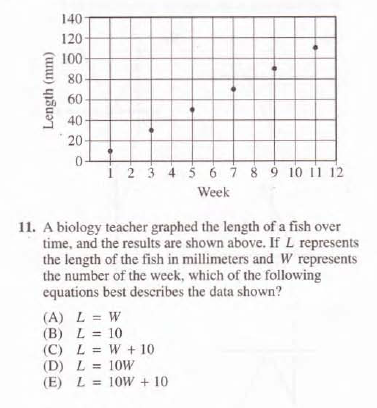 140
120
100
80
60
40
20
0
Length (mm)
1 2 3 4 5 6 7 8 9 10 11 12
Week
11. A biology teacher graphed the length of a fish over
time, and the results are shown above. If L represents
the length of the fish in millimeters and W represents
the number of the week, which of the following
equations best describes the data shown?
(A) L = W
(B) L = 10
(C) L = W + 10
(D) L = 10W
(E) L = 10W + 10